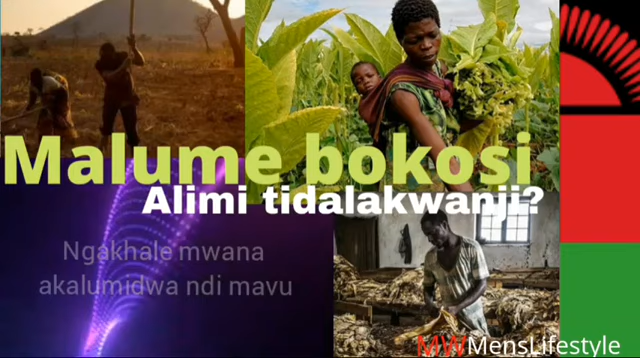 Malume bokosi
Alimi tidalakwanji?
Ngakhale mwana
akalumidwa ndi mavu
MWMensLifestyle